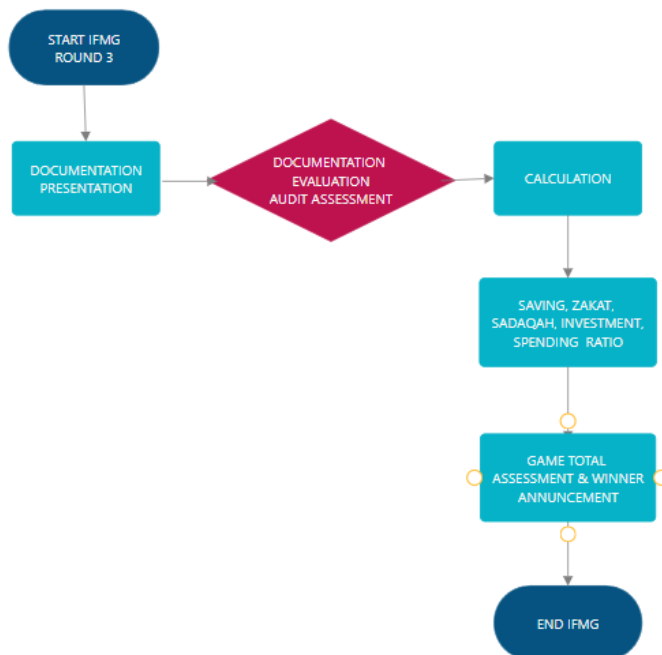 START IFMG
ROUND 3
DOCUMENTATION
PRESENTATION
DOCUMENTATION
EVALUATION
AUDIT ASSESSMENT
CALCULATION
SAVING, ZAKAT,
SADAQAH, INVESTMENT,
SPENDING RATIO
GAME TOTAL
ASSESSMENT & WINNER
ANNUNCEMENT
END IFMG